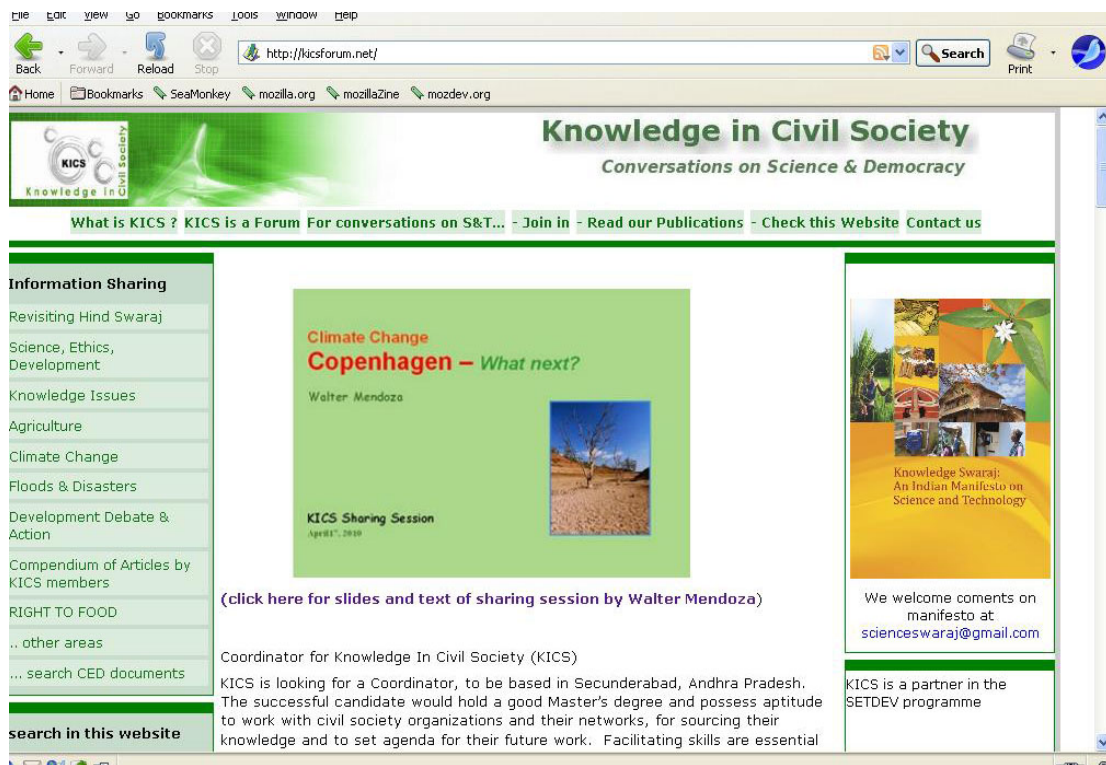 File Edit View Go Bookmarks Tools Window Help
Back Forward Reload Stop
http://kicsforum.net/
Search
Print
Home Bookmarks SeaMonkey mozilla.org mozillaZine mozdev.org
KICS
Civil Society
Knowledge in
Knowledge in Civil Society
Conversations on Science & Democracy
What is KICS ? KICS is a Forum For conversations on S&T... - Join in - Read our Publications - Check this Website Contact us
Information Sharing
Revisiting Hind Swaraj
Science, Ethics,
Development
Knowledge Issues
Agriculture
Climate Change
Floods & Disasters
Development Debate &
Action
Compendium of Articles by
KICS members
RIGHT TO FOOD
.. other areas
... search CED documents
search in this website
Climate Change
Copenhagen – What next?
Walter Mendoza
KICS Sharing Session
April 1st, 2010
(click here for slides and text of sharing session by Walter Mendoza)
Coordinator for Knowledge In Civil Society (KICS)
KICS is looking for a Coordinator, to be based in Secunderabad, Andhra Pradesh.
The successful candidate would hold a good Master's degree and possess aptitude
to work with civil society organizations and their networks, for sourcing their
knowledge and to set agenda for their future work. Facilitating skills are essential
Knowledge Swaraj:
An Indian Manifesto on
Science and Technology
We welcome coments on
manifesto at
scienceswaraj@gmail.com
KICS is a partner in the
SETDEV programme